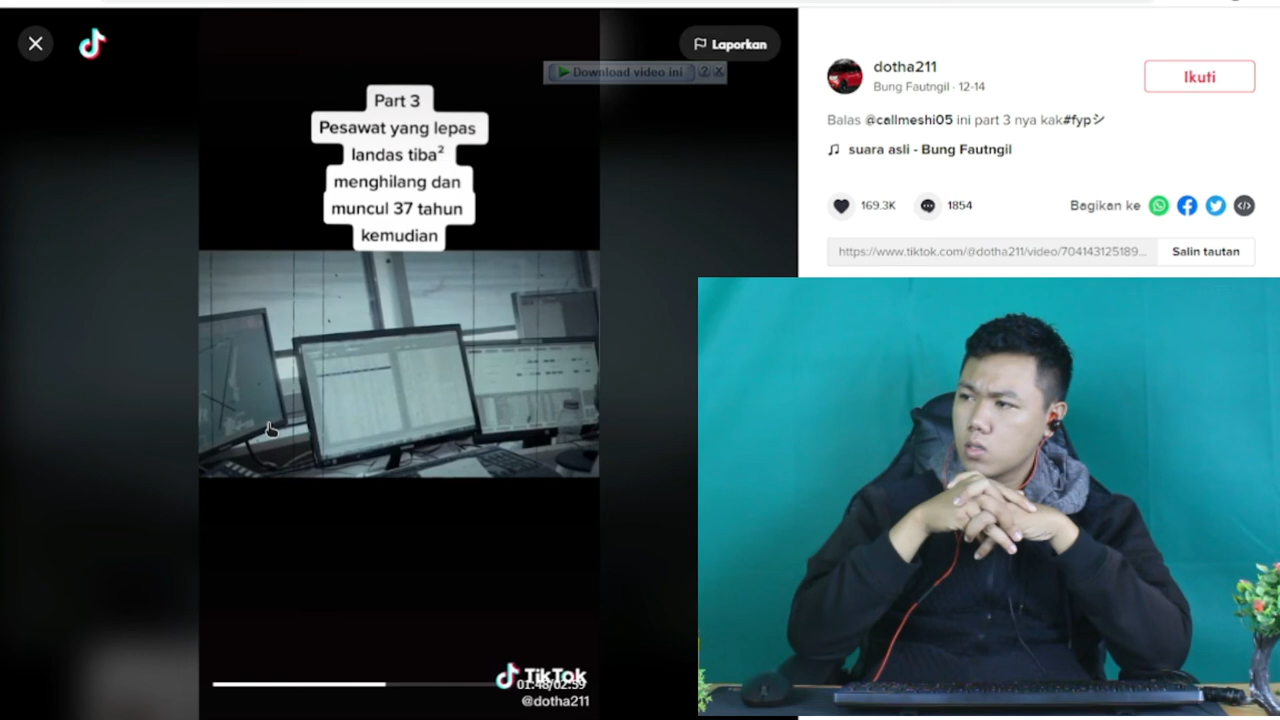 Laporkan
Download video ini ? X
Part 3
Pesawat yang lepas
landas tiba²
menghilang dan
muncul 37 tahun
kemudian
TikTok
01:48/02:59
@dotha211
dotha211
Bung Fautngil · 12-14
Ikuti
Balas @callmeshi05 ini part 3 nya kak#fypシ
suara asli - Bung Fautngil
169.3K
1854
Bagikan ke
https://www.tiktok.com/@dotha211/video/704143125189...
Salin tautan